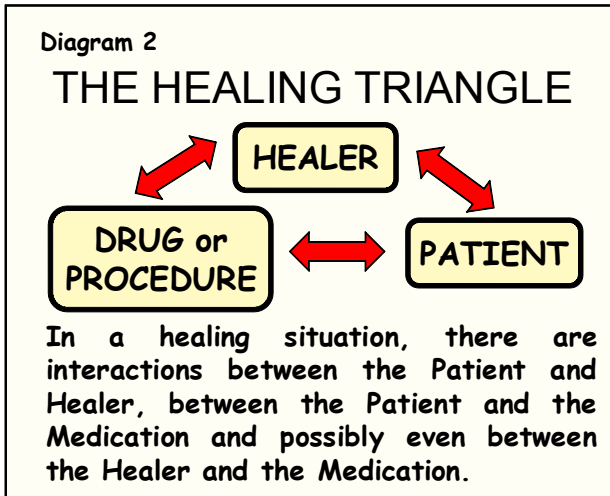 Diagram 2
THE HEALING TRIANGLE
HEALER
DRUG or
PROCEDURE
PATIENT
In a healing situation, there are
interactions between the Patient and
Healer, between the Patient and the
Medication and possibly even between
the Healer and the Medication.